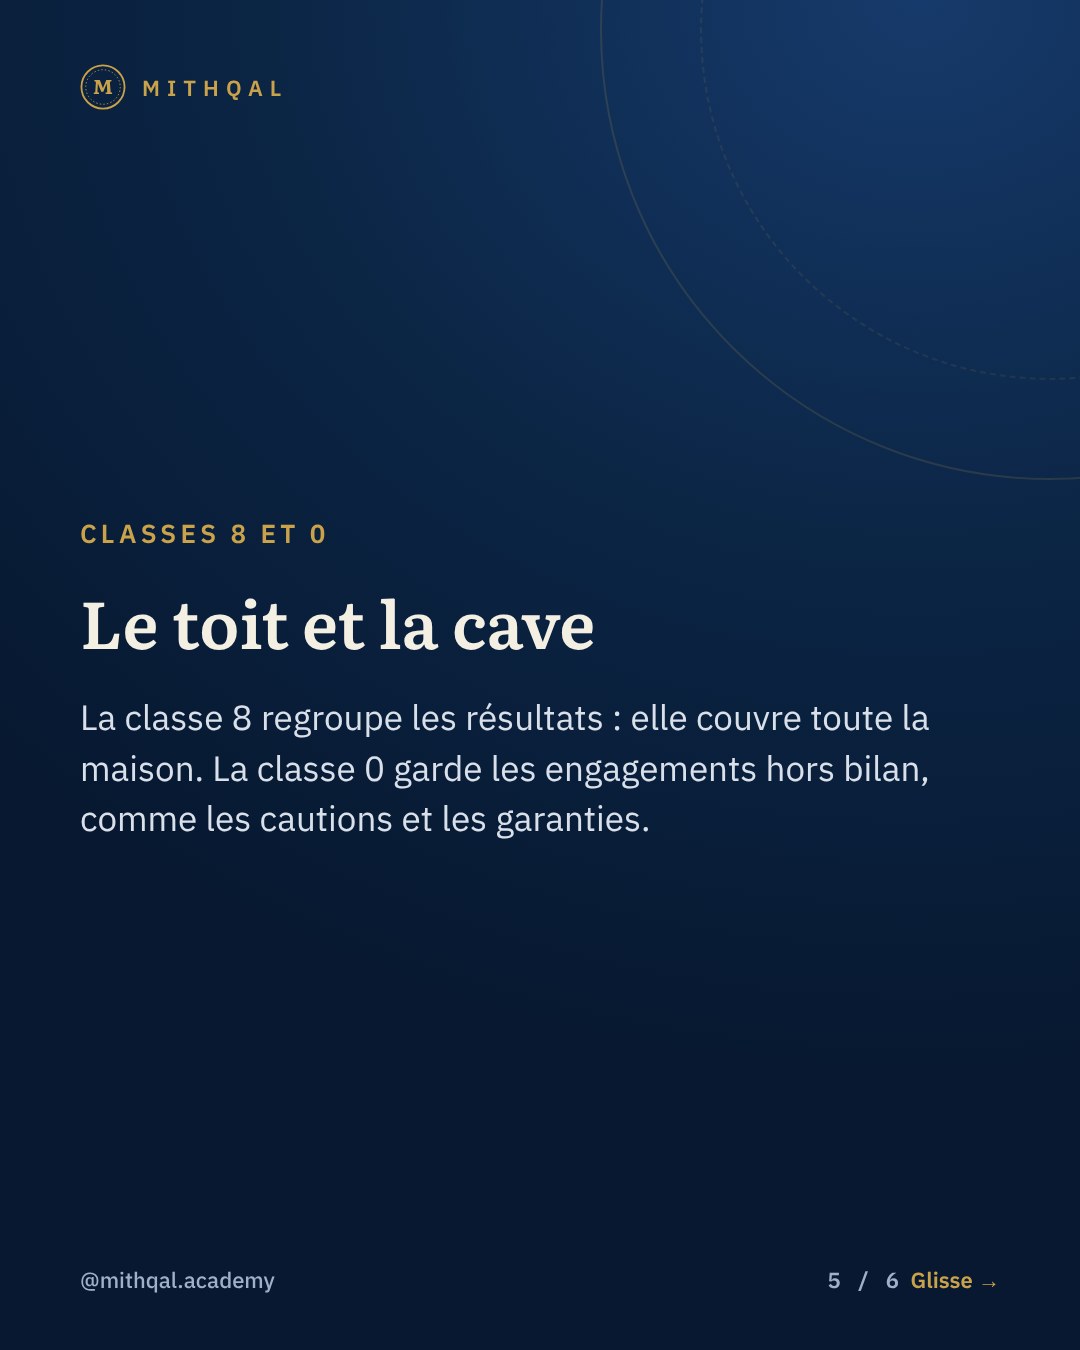 M MITHQAL
CLASSES 8 ET 0
Le toit et la cave
La classe 8 regroupe les résultats : elle couvre toute la
maison. La classe 0 garde les engagements hors bilan,
comme les cautions et les garanties.
@mithqal.academy
5 / 6 Glisse →